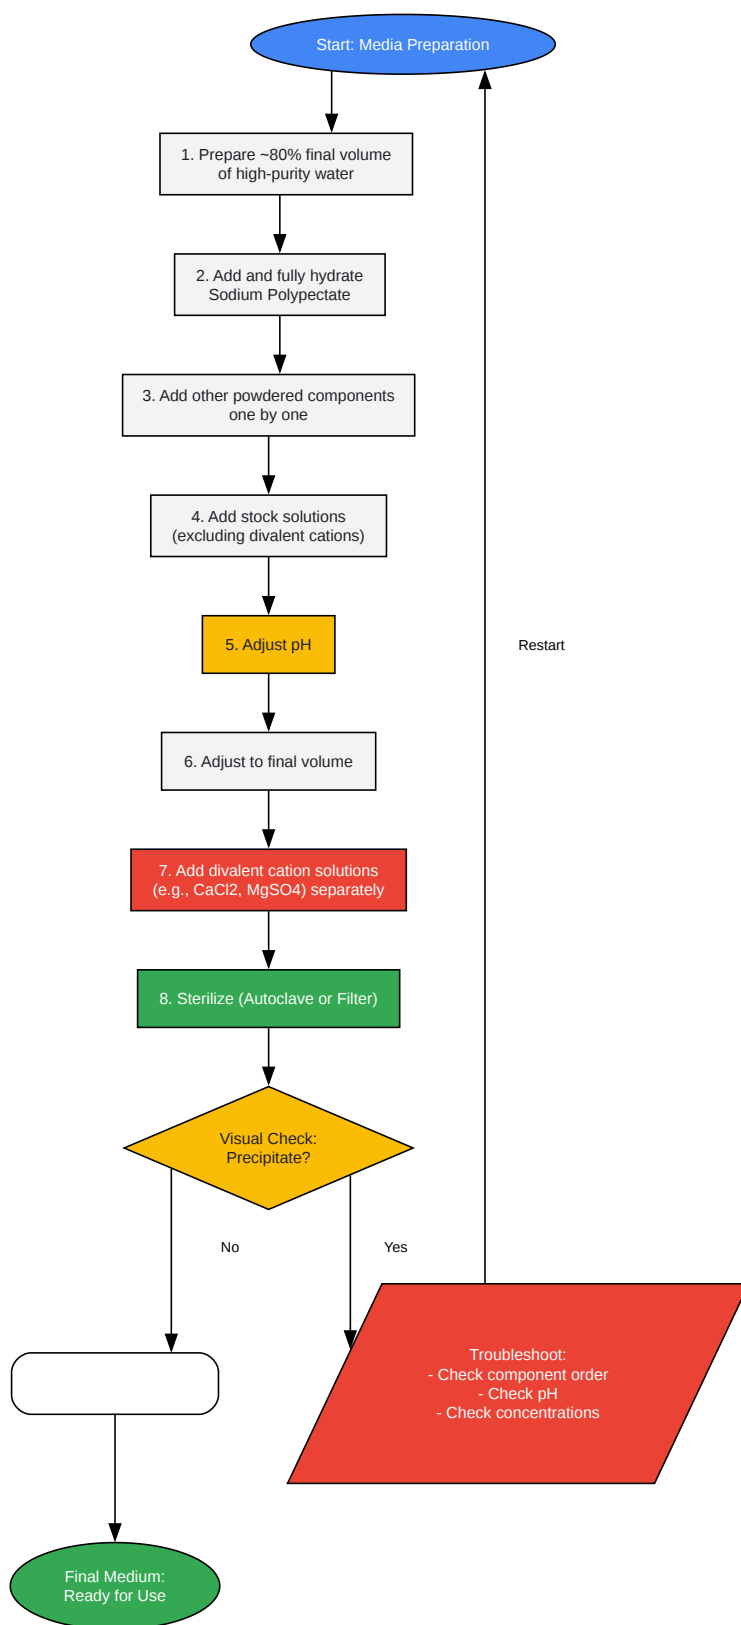 Start: Media Preparation
1. Prepare ~80% final volume
of high-purity water
2. Add and fully hydrate
Sodium Polypectate
3. Add other powdered components
one by one
4. Add stock solutions
(excluding divalent cations)
5. Adjust pH
Restart
6. Adjust to final volume
7. Add divalent cation solutions
(e.g., CaCl2, MgSO4) separately
8. Sterilize (Autoclave or Filter)
Visual Check:
Precipitate?
No
Yes
Troubleshoot:
- Check component order
- Check pH
- Check concentrations
Final Medium:
Ready for Use